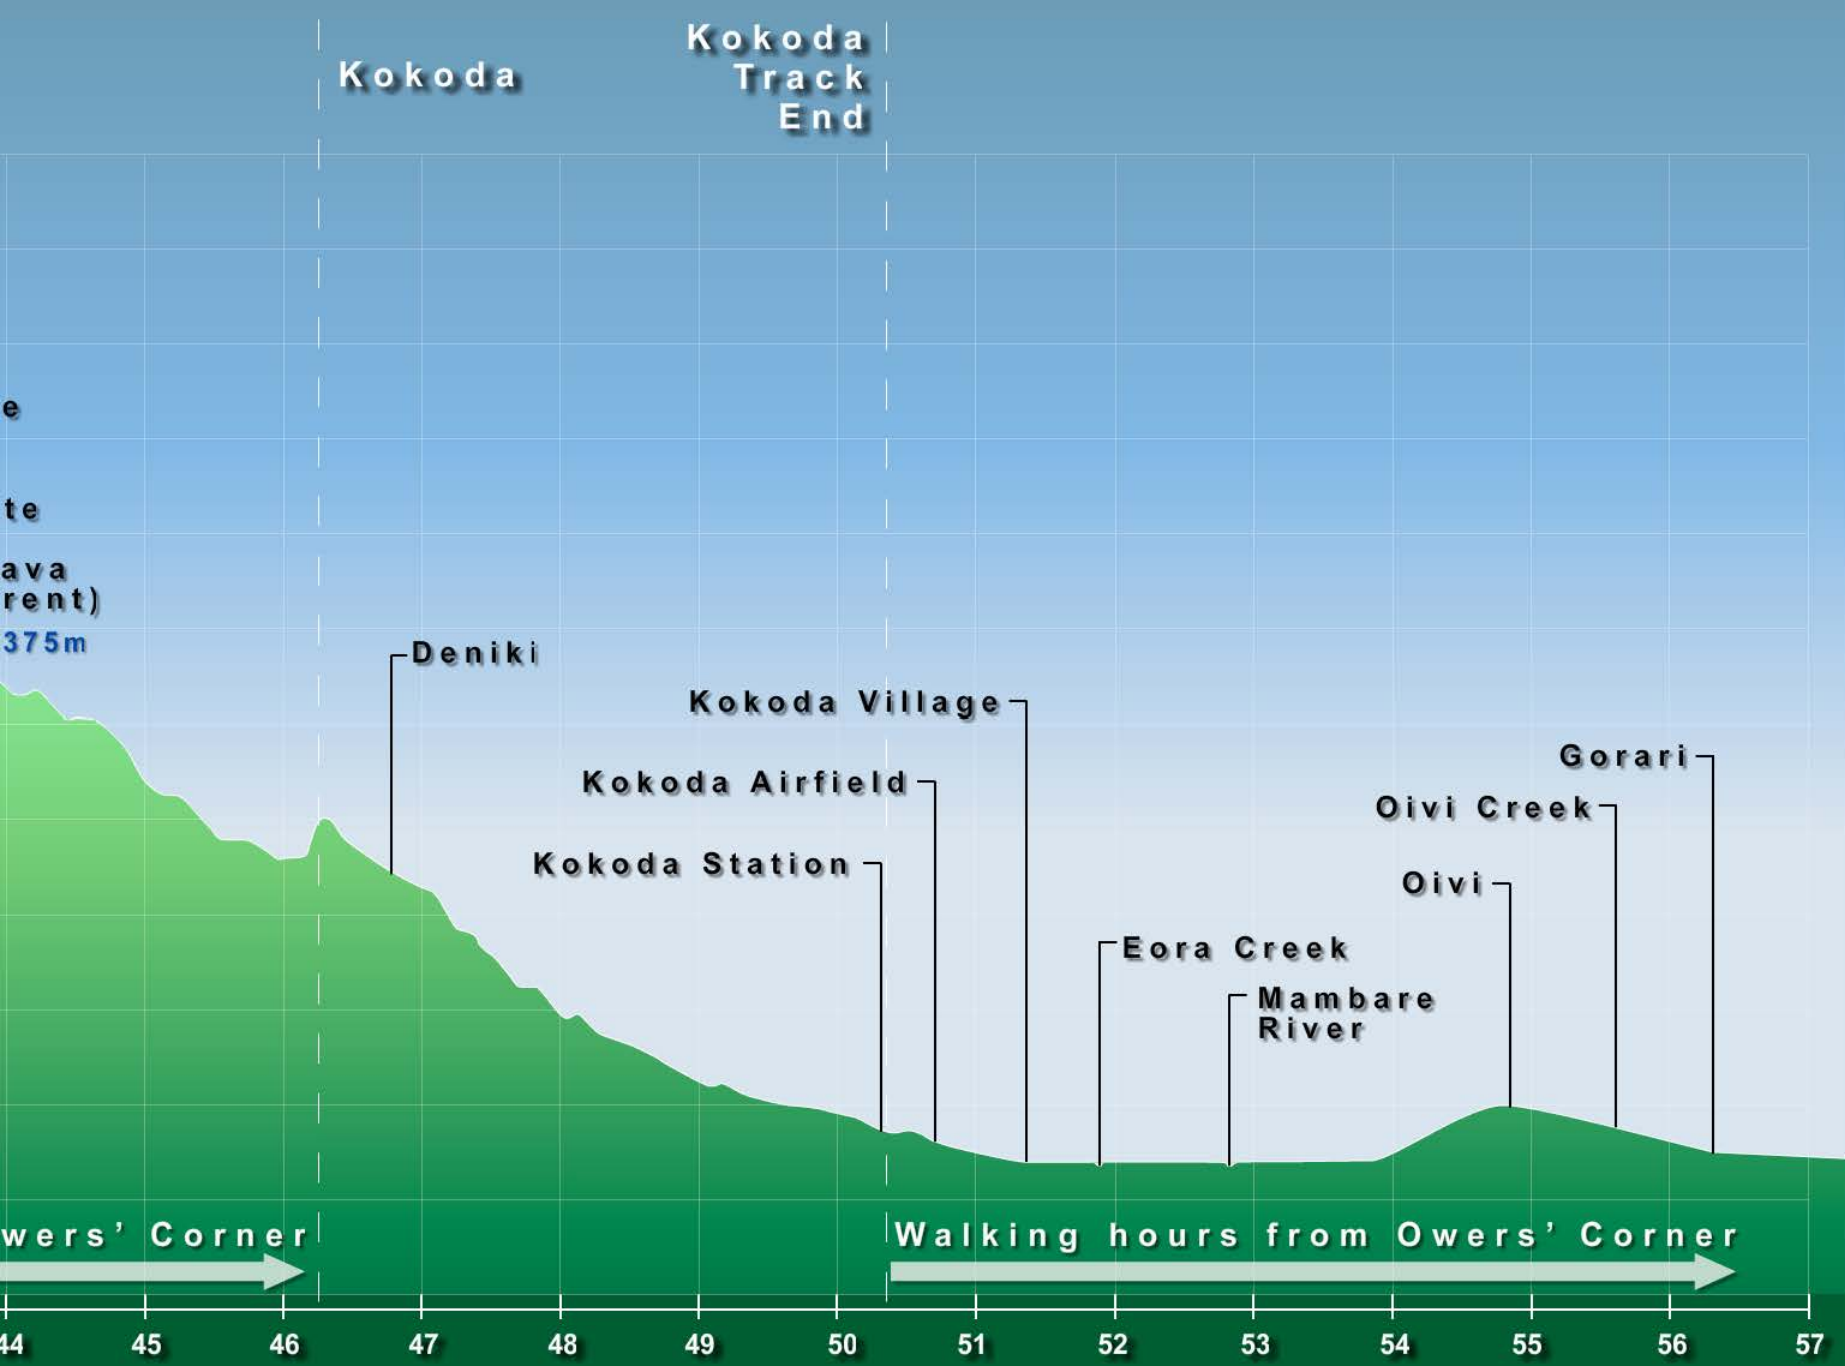 Kokoda
Kokoda
Track
End
e
te
ava
rent)
375m
Deniki
Kokoda Village
Kokoda Airfield
Kokoda Station
Gorari
Oivi Creek
Oivi
Eora Creek
Mambare
River
wers’ Corner
Walking hours from Owers’ Corner
44 45 46 47 48 49 50 51 52 53 54 55 56 57